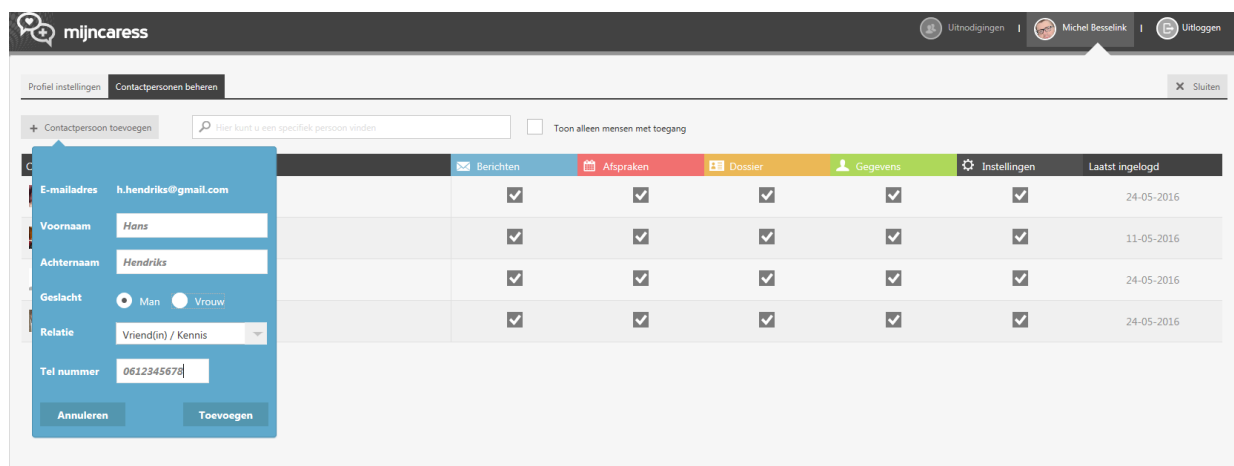 mijncaress
Uitnodigingen | Michel Besselink | Uitloggen
Profiel instellingen Contactpersonen beheren Sluiten
Contactpersoon toevoegen Hier kunt u een specifiek persoon vinden Toon alleen mensen met toegang
Berichten Afspraken Dossier Gegevens Instellingen Laatst ingelogd
E-mailadres h.hendriks@gmail.com
24-05-2016
Voornaam Hans
11-05-2016
Achternaam Hendriks
24-05-2016
Geslacht Man Vrouw
Relatie Vriend(in) / Kennis
24-05-2016
Tel nummer 0612345678
Annuleren Toevoegen